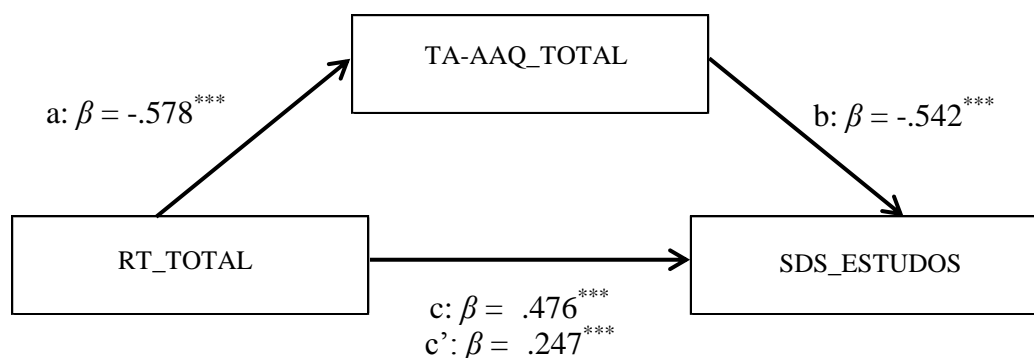 TA-AAQ_TOTAL
a: β = -.578***
b: β = -.542***
RT_TOTAL
SDS_ESTUDOS
c: β = .476***
c’: β = .247***